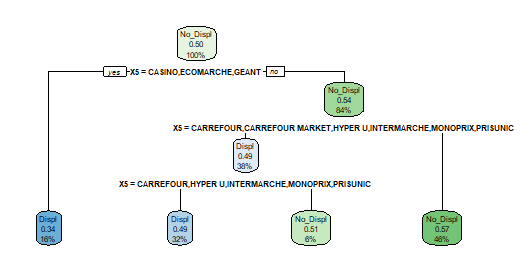 No_Displ
0.50
100%
yes X5 = CASINO,ECOMARCHE,GEANT no
No_Displ
0.54
84%
X5 = CARREFOUR,CARREFOUR MARKET,HYPER U,INTERMARCHE,MONOPRIX,PRISUNIC
Displ
0.49
38%
X5 = CARREFOUR,HYPER U,INTERMARCHE,MONOPRIX,PRISUNIC
Displ
0.34
16%
Displ
0.49
32%
No_Displ
0.51
6%
No_Displ
0.57
46%